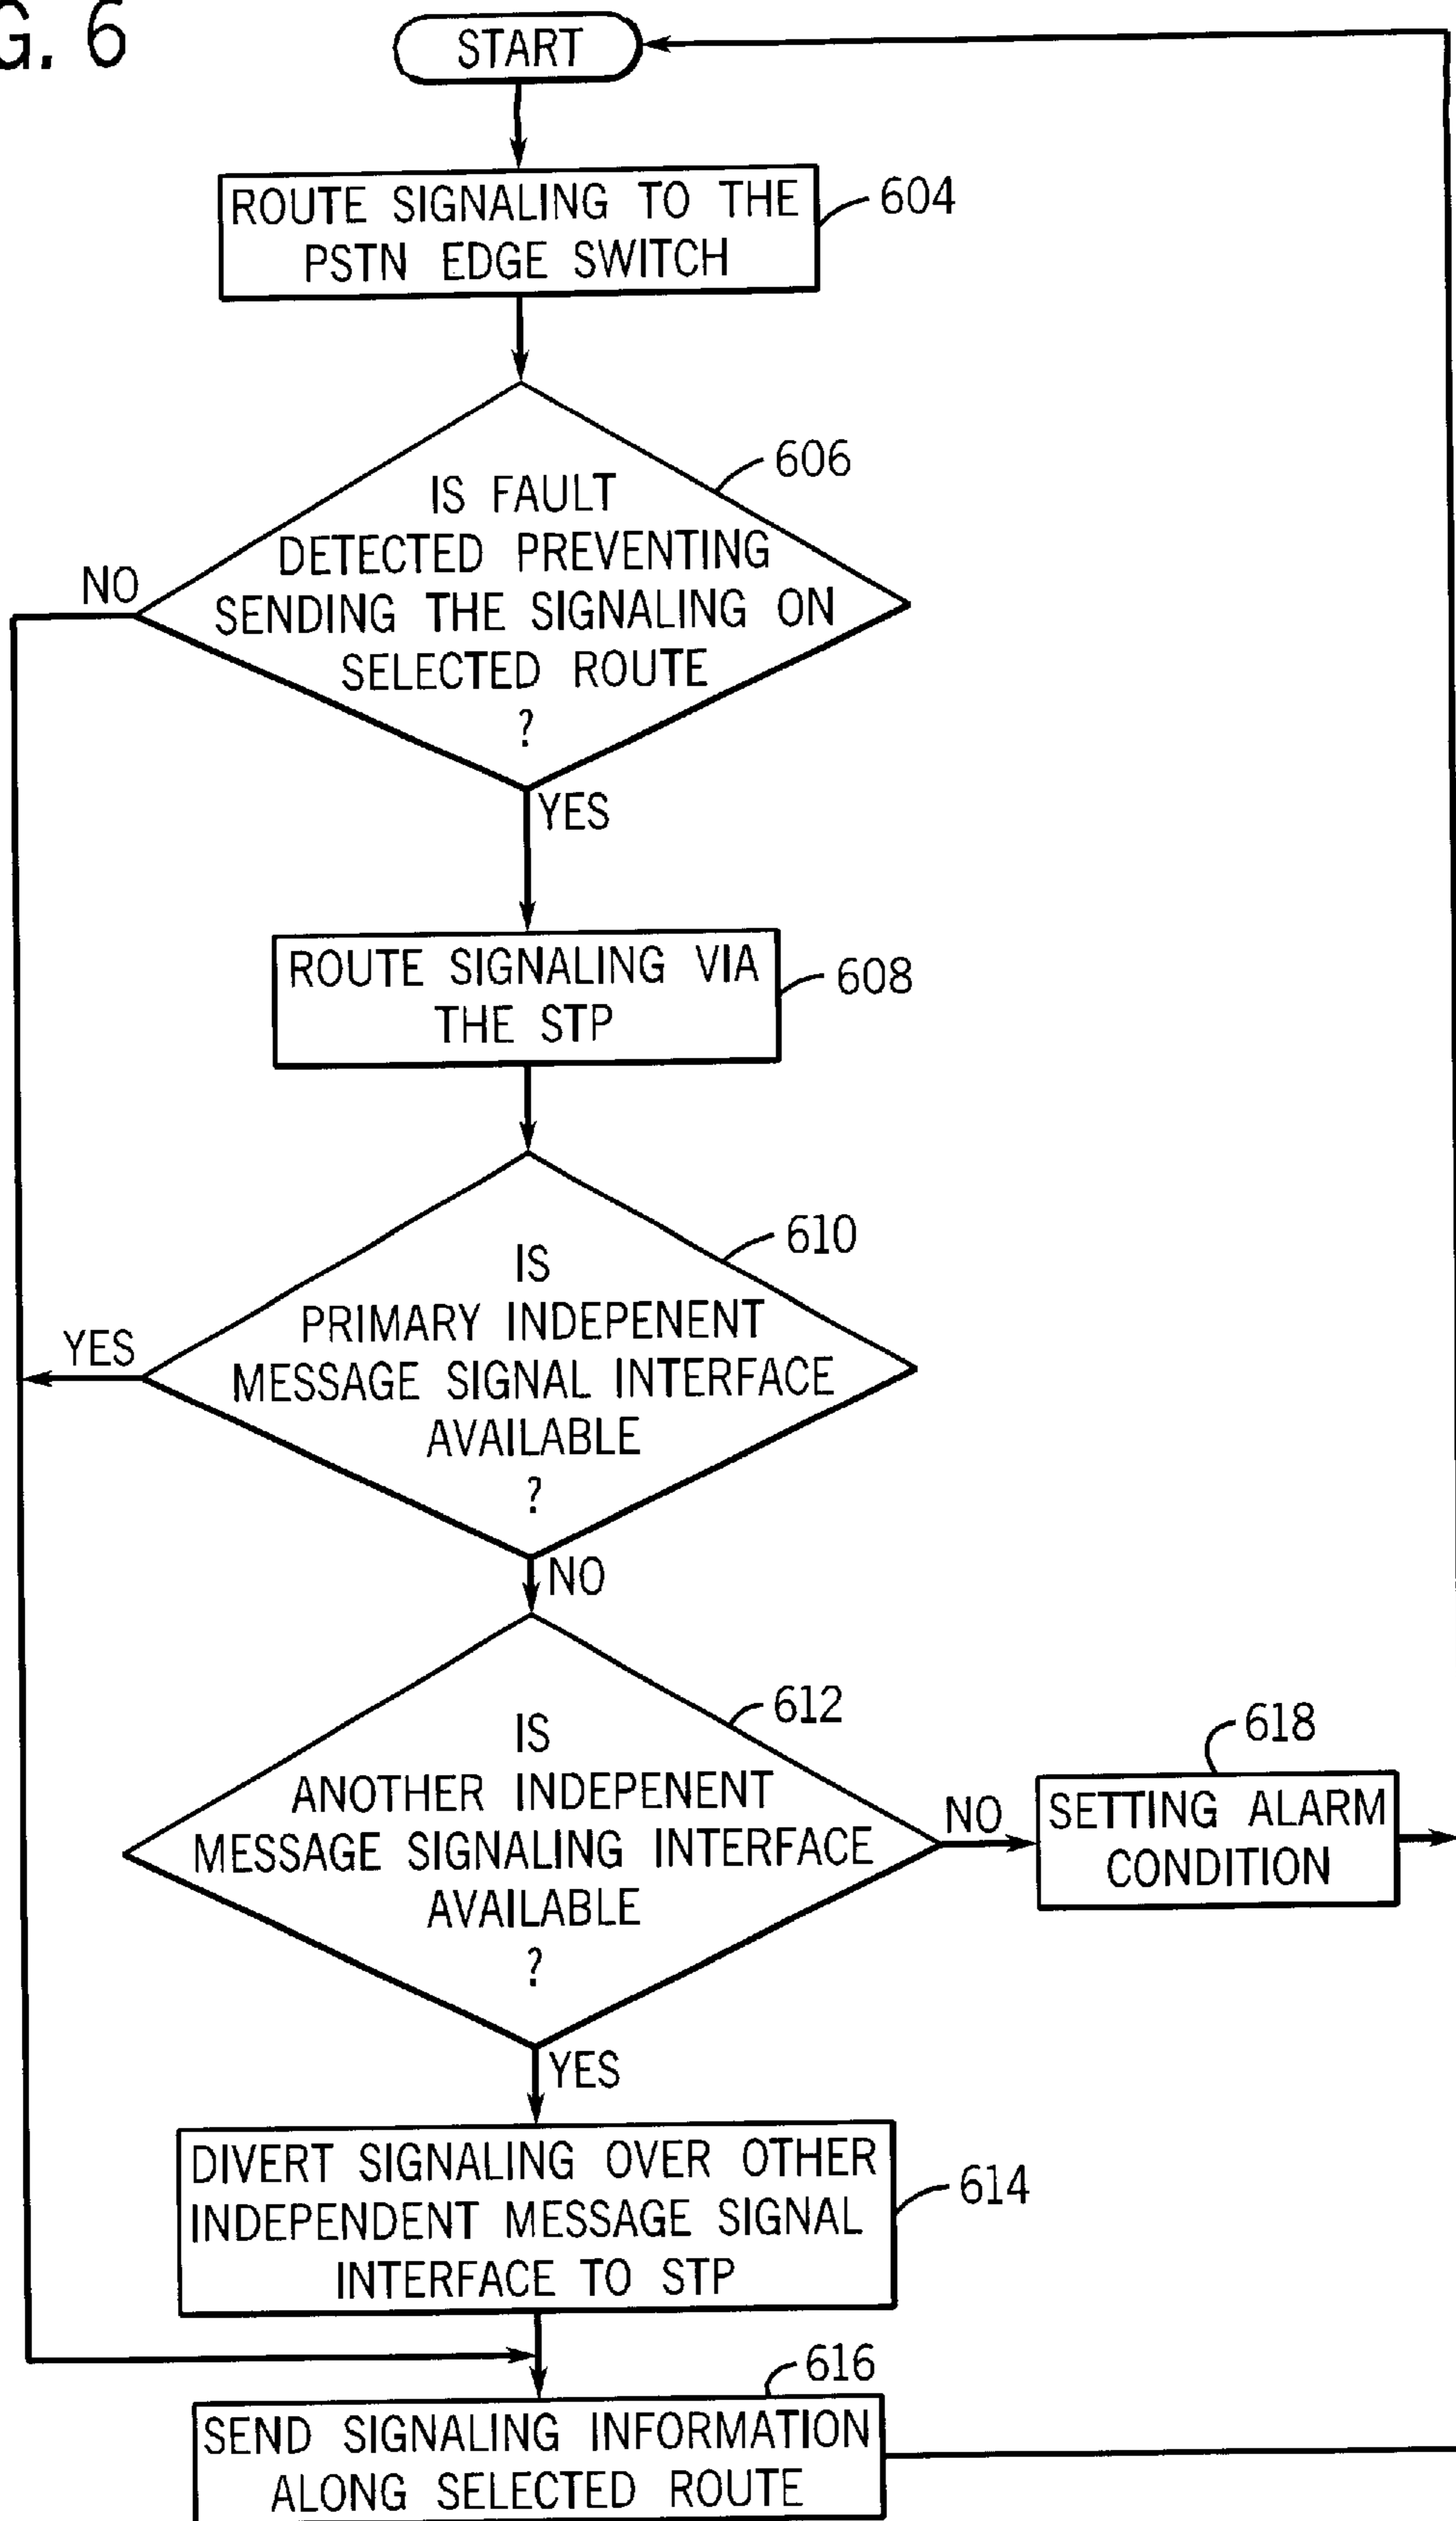 G. 6
START
ROUTE SIGNALING TO THE
PSTN EDGE SWITCH
604
606
IS FAULT
DETECTED PREVENTING
SENDING THE SIGNALING ON
SELECTED ROUTE
?
NO
YES
ROUTE SIGNALING VIA
THE STP
608
610
IS
PRIMARY INDEPENENT
MESSAGE SIGNAL INTERFACE
AVAILABLE
?
YES
NO
612
IS
ANOTHER INDEPENENT
MESSAGE SIGNALING INTERFACE
AVAILABLE
?
NO
618
SETTING ALARM
CONDITION
YES
DIVERT SIGNALING OVER OTHER
INDEPENDENT MESSAGE SIGNAL
INTERFACE TO STP
614
616
SEND SIGNALING INFORMATION
ALONG SELECTED ROUTE